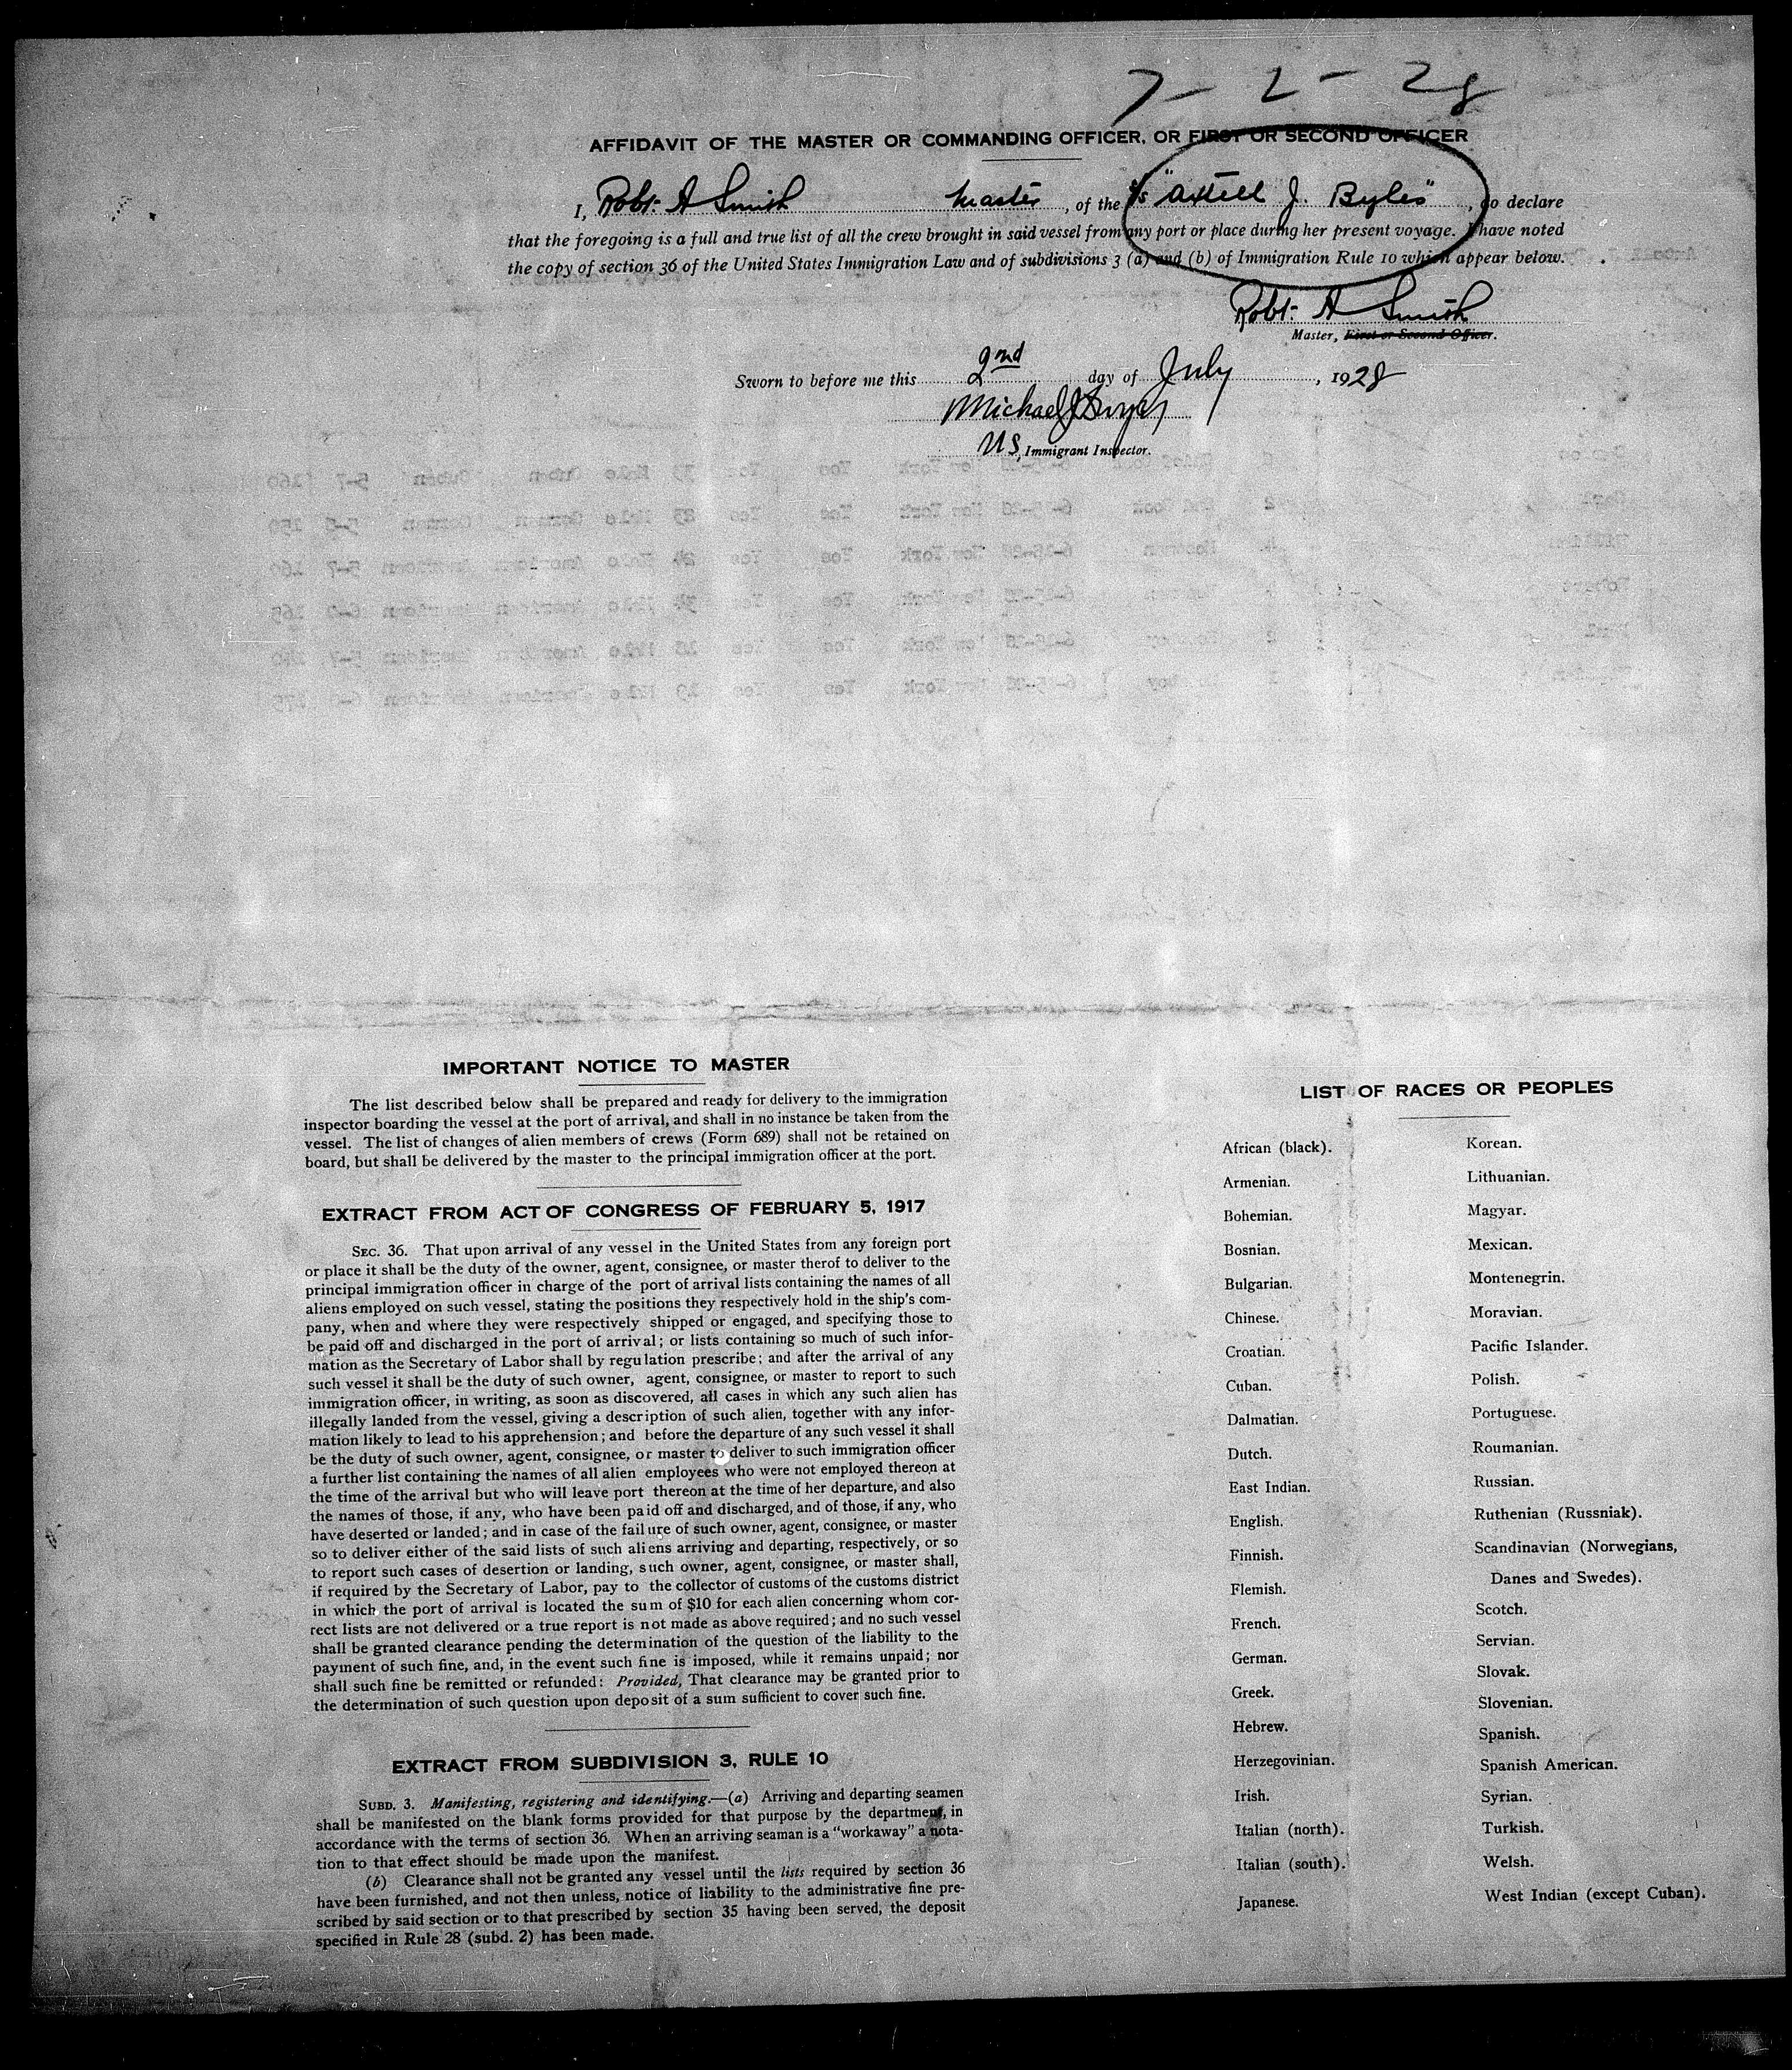 7-2-28
AFFIDAVIT OF THE MASTER OR COMMANDING OFFICER, OR FIRST OR SECOND OFFICER
I, Robt. A Smith master, of the S/S "Axtell J. Byles", do declare
that the foregoing is a full and true list of all the crew brought in said vessel from any port or place during her present voyage. I have noted
the copy of section 36 of the United States Immigration Law and of subdivisions 3 (a) and (b) of Immigration Rule 10 which appear below.
Robt. A Smith
Master, First or Second Officer.
Sworn to before me this 2nd day of July, 1928
Michael J
US, Immigrant Inspector.
IMPORTANT NOTICE TO MASTER
The list described below shall be prepared and ready for delivery to the immigration
inspector boarding the vessel at the port of arrival, and shall in no instance be taken from the
vessel. The list of changes of alien members of crews (Form 689) shall not be retained on
board, but shall be delivered by the master to the principal immigration officer at the port.
EXTRACT FROM ACT OF CONGRESS OF FEBRUARY 5, 1917
SEC. 36. That upon arrival of any vessel in the United States from any foreign port
or place it shall be the duty of the owner, agent, consignee, or master therof to deliver to the
principal immigration officer in charge of the port of arrival lists containing the names of all
aliens employed on such vessel, stating the positions they respectively hold in the ship's com-
pany, when and where they were respectively shipped or engaged, and specifying those to
be paid off and discharged in the port of arrival; or lists containing so much of such infor-
mation as the Secretary of Labor shall by regulation prescribe; and after the arrival of any
such vessel it shall be the duty of such owner, agent, consignee, or master to report to such
immigration officer, in writing, as soon as discovered, all cases in which any such alien has
illegally landed from the vessel, giving a description of such alien, together with any infor-
mation likely to lead to his apprehension; and before the departure of any such vessel it shall
be the duty of such owner, agent, consignee, or master to deliver to such immigration officer
a further list containing the names of all alien employees who were not employed thereon at
the time of the arrival but who will leave port thereon at the time of her departure, and also
the names of those, if any, who have been paid off and discharged, and of those, if any, who
have deserted or landed; and in case of the failure of such owner, agent, consignee, or master
so to deliver either of the said lists of such aliens arriving and departing, respectively, or so
to report such cases of desertion or landing, such owner, agent, consignee, or master shall,
if required by the Secretary of Labor, pay to the collector of customs of the customs district
in which the port of arrival is located the sum of $10 for each alien concerning whom cor-
rect lists are not delivered or a true report is not made as above required; and no such vessel
shall be granted clearance pending the determination of the question of the liability to the
payment of such fine, and, in the event such fine is imposed, while it remains unpaid; nor
shall such fine be remitted or refunded: Provided, That clearance may be granted prior to
the determination of such question upon deposit of a sum sufficient to cover such fine.
EXTRACT FROM SUBDIVISION 3, RULE 10
SUBD. 3. Manifesting, registering and identifying.—(a) Arriving and departing seamen
shall be manifested on the blank forms provided for that purpose by the department, in
accordance with the terms of section 36. When an arriving seaman is a "workaway" a nota-
tion to that effect should be made upon the manifest.
(b) Clearance shall not be granted any vessel until the lists required by section 36
have been furnished, and not then unless, notice of liability to the administrative fine pre-
scribed by said section or to that prescribed by section 35 having been served, the deposit
specified in Rule 28 (subd. 2) has been made.
LIST OF RACES OR PEOPLES
African (black).
Armenian.
Bohemian.
Bosnian.
Bulgarian.
Chinese.
Croatian.
Cuban.
Dalmatian.
Dutch.
East Indian.
English.
Finnish.
Flemish.
French.
German.
Greek.
Hebrew.
Herzegovinian.
Irish.
Italian (north).
Italian (south).
Japanese.
Korean.
Lithuanian.
Magyar.
Mexican.
Montenegrin.
Moravian.
Pacific Islander.
Polish.
Portuguese.
Roumanian.
Russian.
Ruthenian (Russniak).
Scandinavian (Norwegians,
Danes and Swedes).
Scotch.
Servian.
Slovak.
Slovenian.
Spanish.
Spanish American.
Syrian.
Turkish.
Welsh.
West Indian (except Cuban).